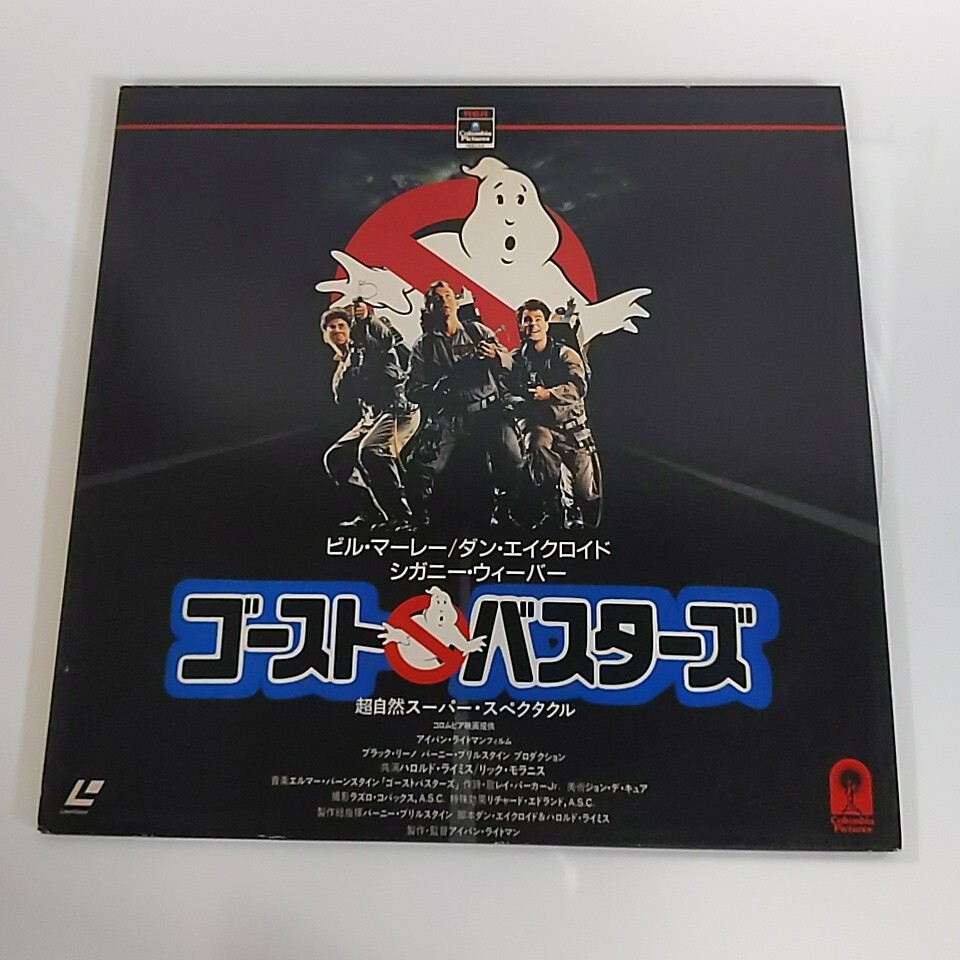 Columbia
Pictures
ビル・マーレー/ダン・エイクロイド
シガニー・ウィーバー
ゴーストバスターズ
超自然スーパー・スペクタクル
コロムビア映画提供
アイバン・ライトマンフィルム
ブラック・リーノ バーニー・ブリルスタイン プロダクション
共演ハロルド・ライミス/リック・モラニス
音楽エルマー・バーンスタイン「ゴーストバスターズ」作詩・歌レイ・パーカーJr. 美術ジョン・デ・キュア
撮影ラズロ・コバックス,A.S.C. 特殊効果リチャード・エドランド,A.S.C.
製作総指揮バーニー・ブリルスタイン 脚本ダン・エイクロイド&ハロルド・ライミス
製作・監督アイバン・ライトマン
Columbia
Pictures